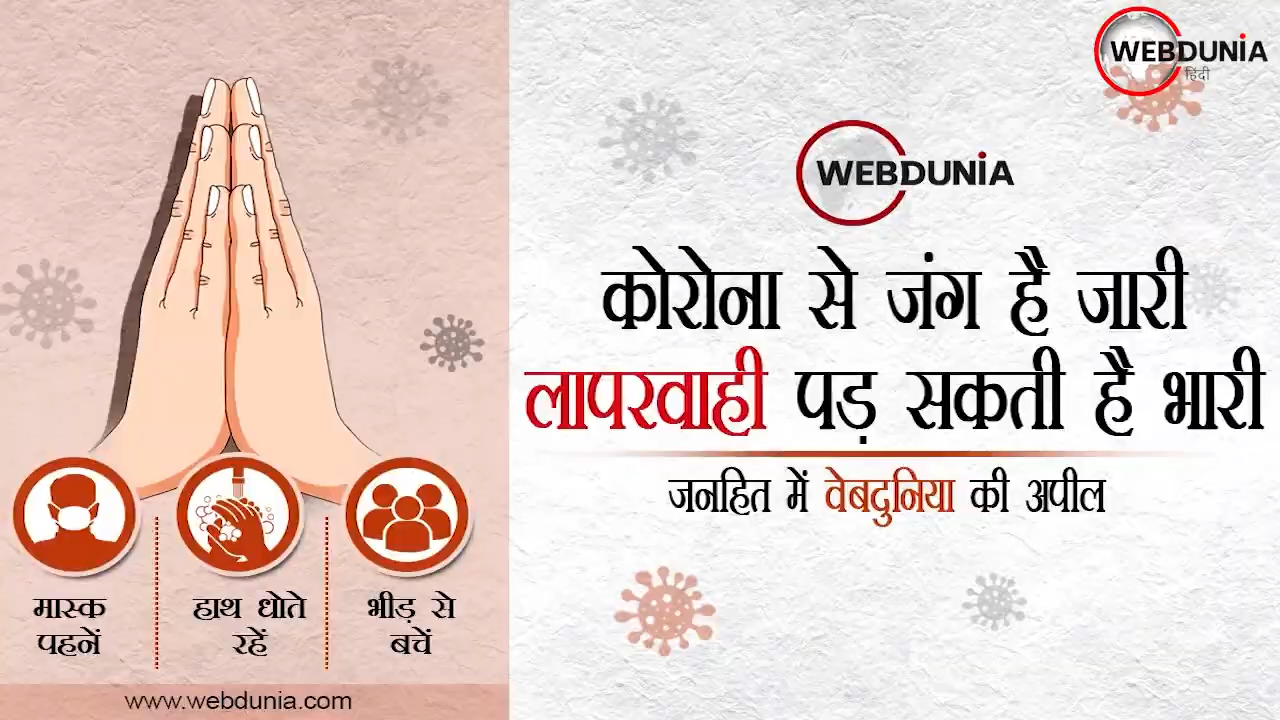 मास्क
पहनें
हाथ धोते
रहें
भीड़ से
बचें
www.webdunia.com
WEBDUNIA
हिंदी
WEBDUNIA
कोरोना से जंग है जारी
लापरवाही पड़ सकती है भारी
जनहित में वेबदुनिया की अपील